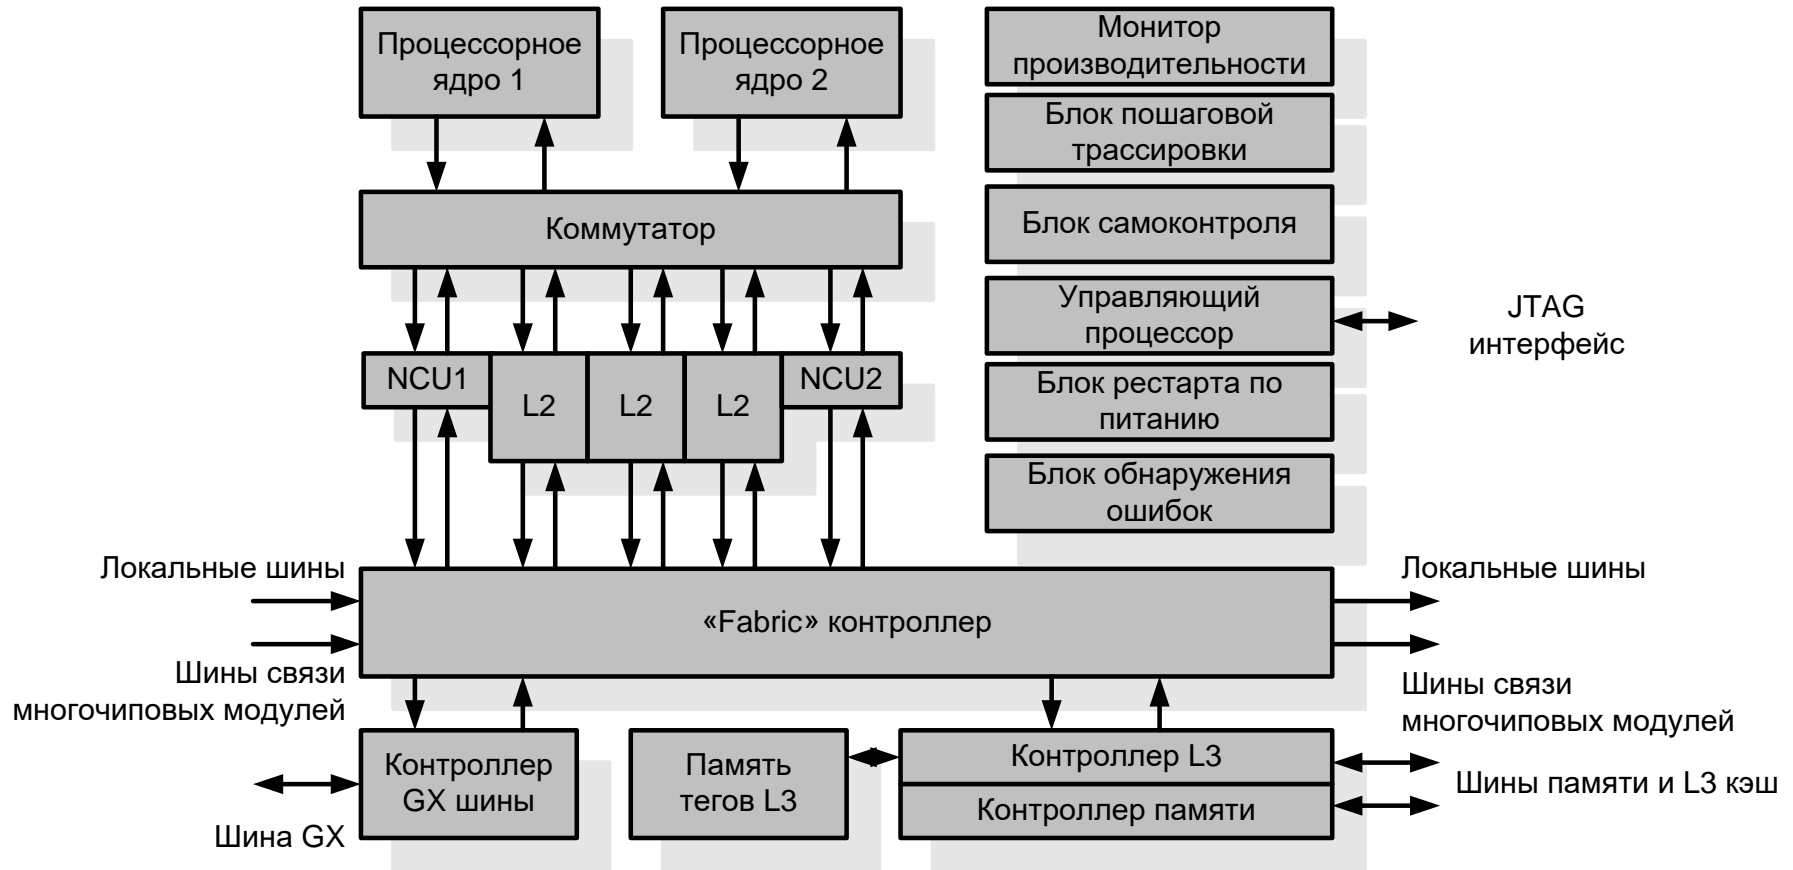 Процессорное
ядро 1
Процессорное
ядро 2
Монитор
производительности
Блок пошаговой
трассировки
Коммутатор
Блок самоконтроля
Управляющий
процессор
JTAG
интерфейс
NCU1
L2
L2
L2
NCU2
Блок рестарта по
питанию
Блок обнаружения
ошибок
Локальные шины
Локальные шины
«Fabric» контроллер
Шины связи
многочиповых модулей
Шины связи
многочиповых модулей
Контроллер
GX шины
Память
тегов L3
Контроллер L3
Контроллер памяти
Шины памяти и L3 кэш
Шина GX